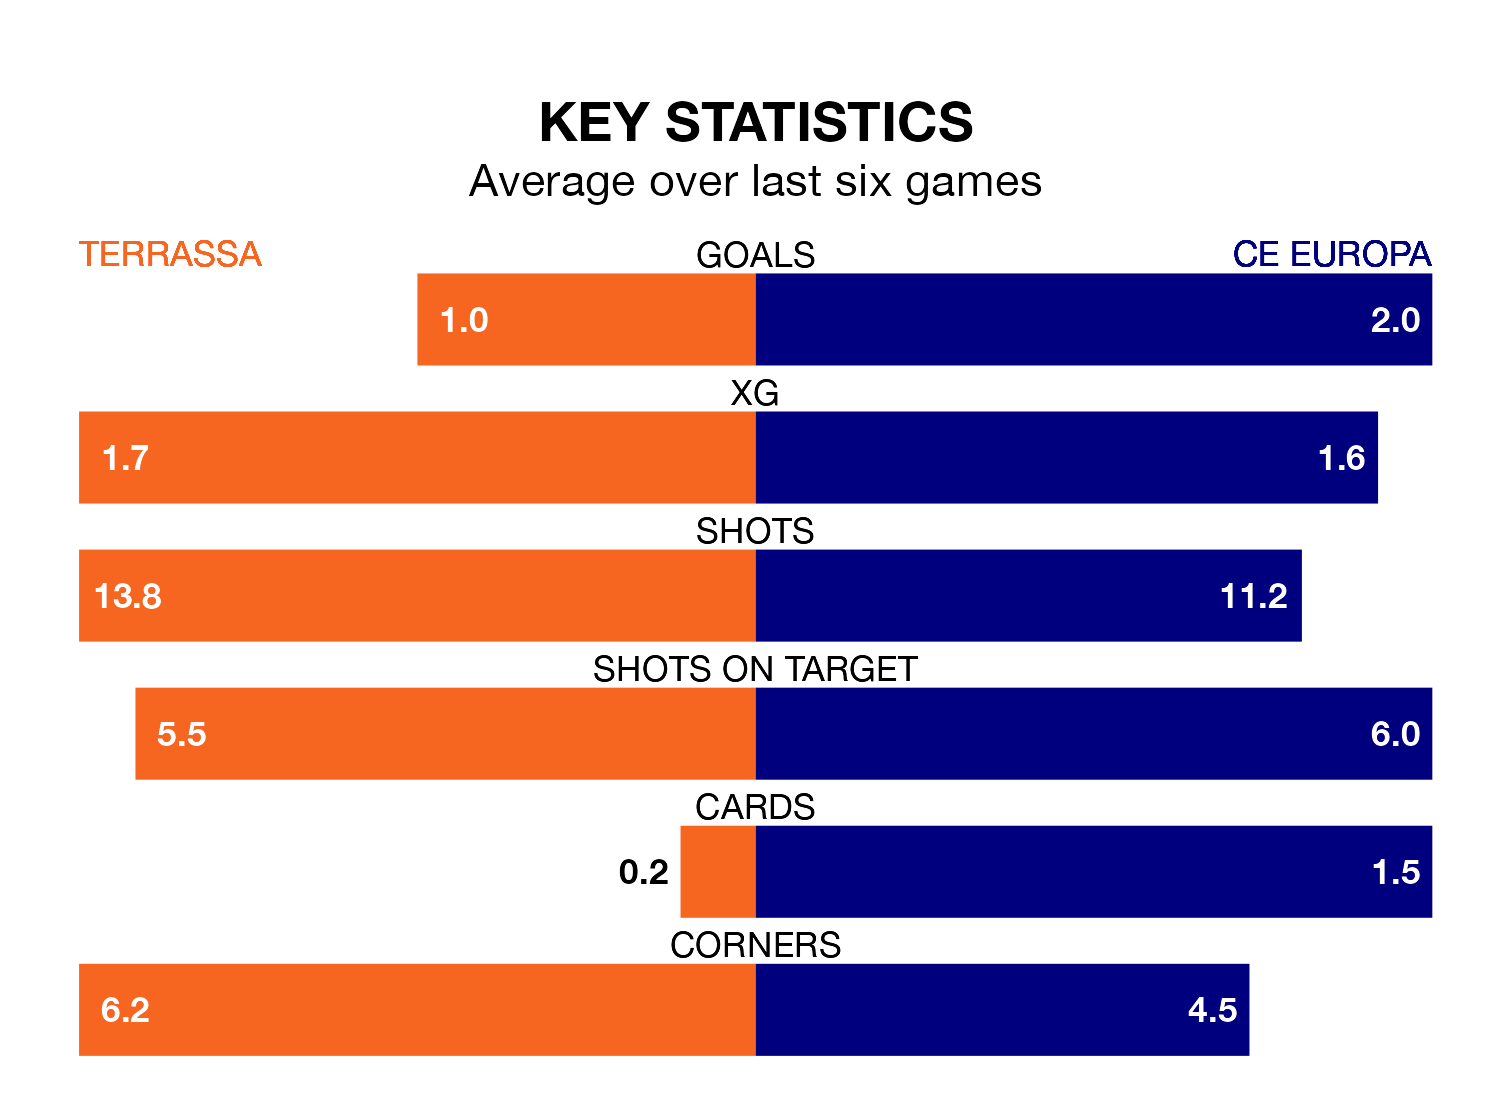 KEY STATISTICS
Average over last six games
TERRASSA GOALS CE EUROPA
1.0 2.0
XG
1.7 1.6
SHOTS
13.8 11.2
SHOTS ON TARGET
5.5 6.0
CARDS
0.2 1.5
CORNERS
6.2 4.5